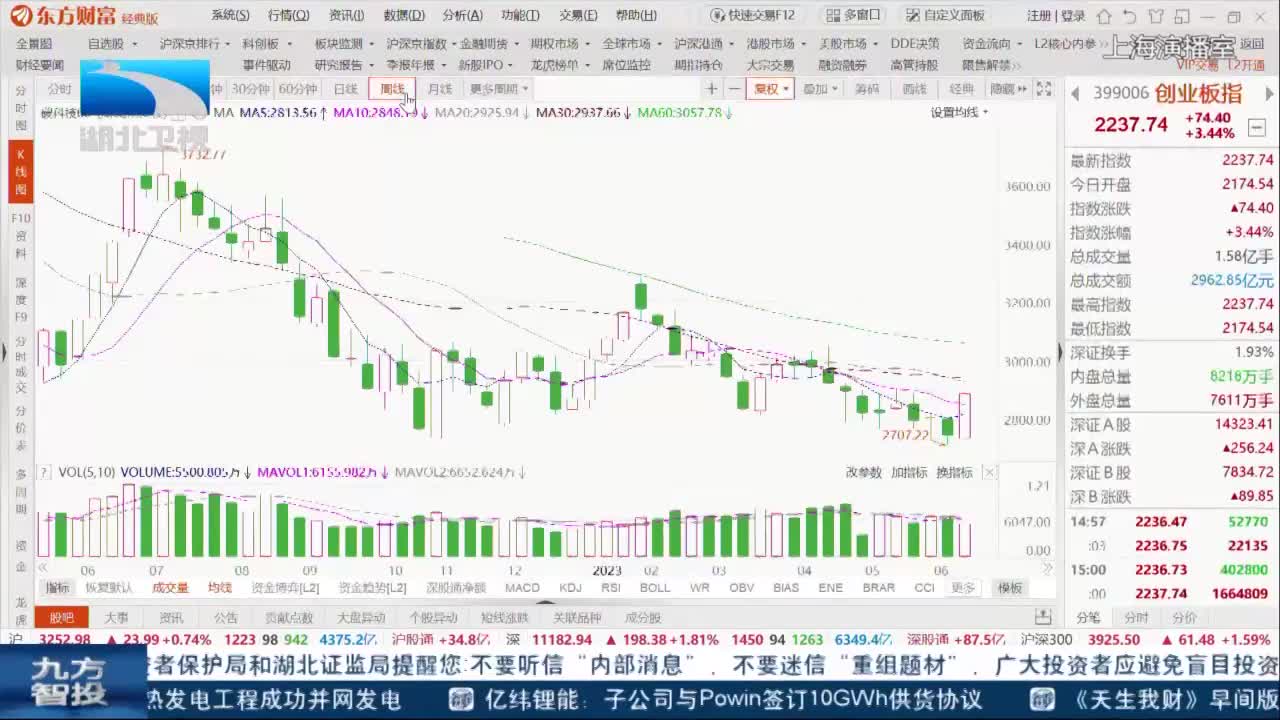 东方财富 经典版 系统(S) 行情(Q) 资讯(I) 数据(D) 分析(A) 功能(T) 交易(E) 帮助(H) 快速交易F12 多窗口 自定义面板 注册 登录
全景图 自选股 沪深京排行 科创板 板块监测 沪深京指数 金融期货 期权市场 全球市场 沪深港通 港股市场 美股市场 DDE决策 资金流向 L2核心内参 上海演播室 返回
财经要闻 事件驱动 研究报告 季报年报 新股IPO 龙虎榜单 席位监控 期指持仓 大宗交易 融资融券 高管持股 限售解禁 VIP交易 L2开通
分时 30分钟 60分钟 日线 周线 月线 更多周期 + − 复权 叠加 筹码 画线 经典 隐藏
MA MA5:2813.56↑ MA20:2925.94↓ MA30:2937.66↓ MA60:3057.78↓ 设置均线
湖北卫视
3732.77
3600.00
3400.00
3200.00
3000.00
2800.00
2707.22
分时图
K线图
F10资料
深度F9
分时成交
分价表
多周期
资金
龙虎
399006 创业板指
2237.74 +74.40
+3.44%
最新指数 2237.74
今日开盘 2174.54
指数涨跌 ▲74.40
指数涨幅 +3.44%
总成交量 1.58亿手
总成交额 2962.85亿元
最高指数 2237.74
最低指数 2174.54
深证换手 1.93%
内盘总量 8218万手
外盘总量 7611万手
深证A股 14323.41
深A涨跌 ▲256.24
深证B股 7834.72
深B涨跌 ▲89.85
14:57 2236.47 52770
:03 2236.75 22135
15:00 2236.73 402800
:00 2237.74 1664809
? VOL(5,10) VOLUME:5500.805万↓ MAVOL1:6155.982万↓ MAVOL2:6652.624万↓ 改参数 加指标 换指标
1.21
6047.00
0.00
06 07 08 09 10 11 12 2023 02 03 04 05 06
指标 恢复默认 成交量 均线 资金博弈[L2] 资金趋势[L2] 深股通净额 MACD KDJ RSI BOLL WR OBV BIAS ENE BRAR CCI 更多 模板
股吧 大事 资讯 公告 贡献点数 大盘异动 个股异动 短线涨跌 关联品种 成分股 分笔 分时 分价
沪 3252.98 ▲23.99 +0.74% 1223 98 942 4375.2亿 沪股通 +34.8亿 深 11182.94 ▲198.38 +1.81% 1450 94 1263 6349.4亿 深股通 +87.5亿 沪深300 3925.50 ▲61.48 +1.59%
九方智投
者保护局和湖北证监局提醒您:不要听信“内部消息”，不要迷信“重组题材”，广大投资者应避免盲目投资
热发电工程成功并网发电 亿纬锂能：子公司与Powin签订10GWh供货协议 《天生我财》早间版